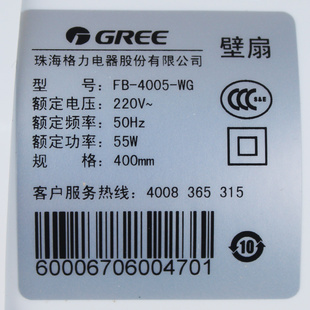 GREE
壁扇
珠海格力电器股份有限公司
型 号: FB-4005-WG
额定电压: 220V~
额定频率: 50Hz
额定功率: 55W
规 格: 400mm
CCC
客户服务热线: 4008 365 315
10
60006706004701